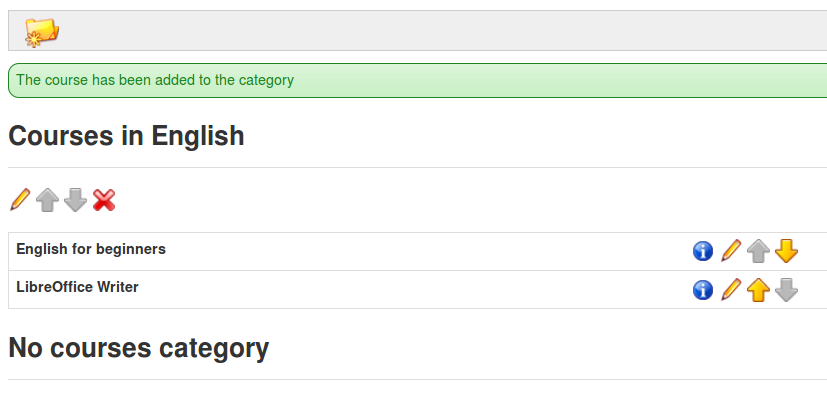 The course has been added to the category
Courses in English
English for beginners
LibreOffice Writer
No courses category